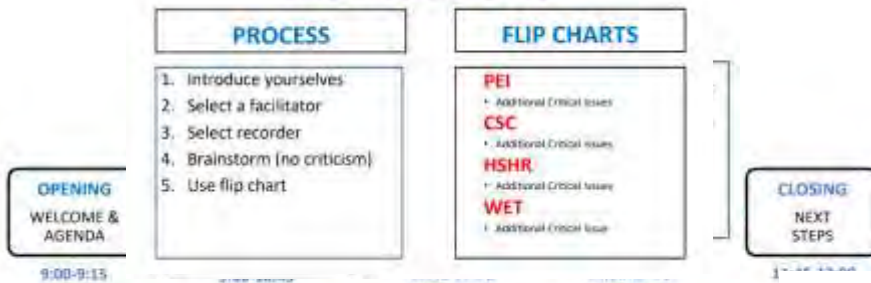 PROCESS
FLIP CHARTS
1. Introduce yourselves
2. Select a facilitator
3. Select recorder
4. Brainstorm (no criticism)
5. Use flip chart
PEI
Additional Critical Issues
CSC
Additional Critical Issues
HSHR
Additional Critical Issues
WET
Additional Critical Issue
OPENING
WELCOME &
AGENDA
9:00-9:15
CLOSING
NEXT
STEPS